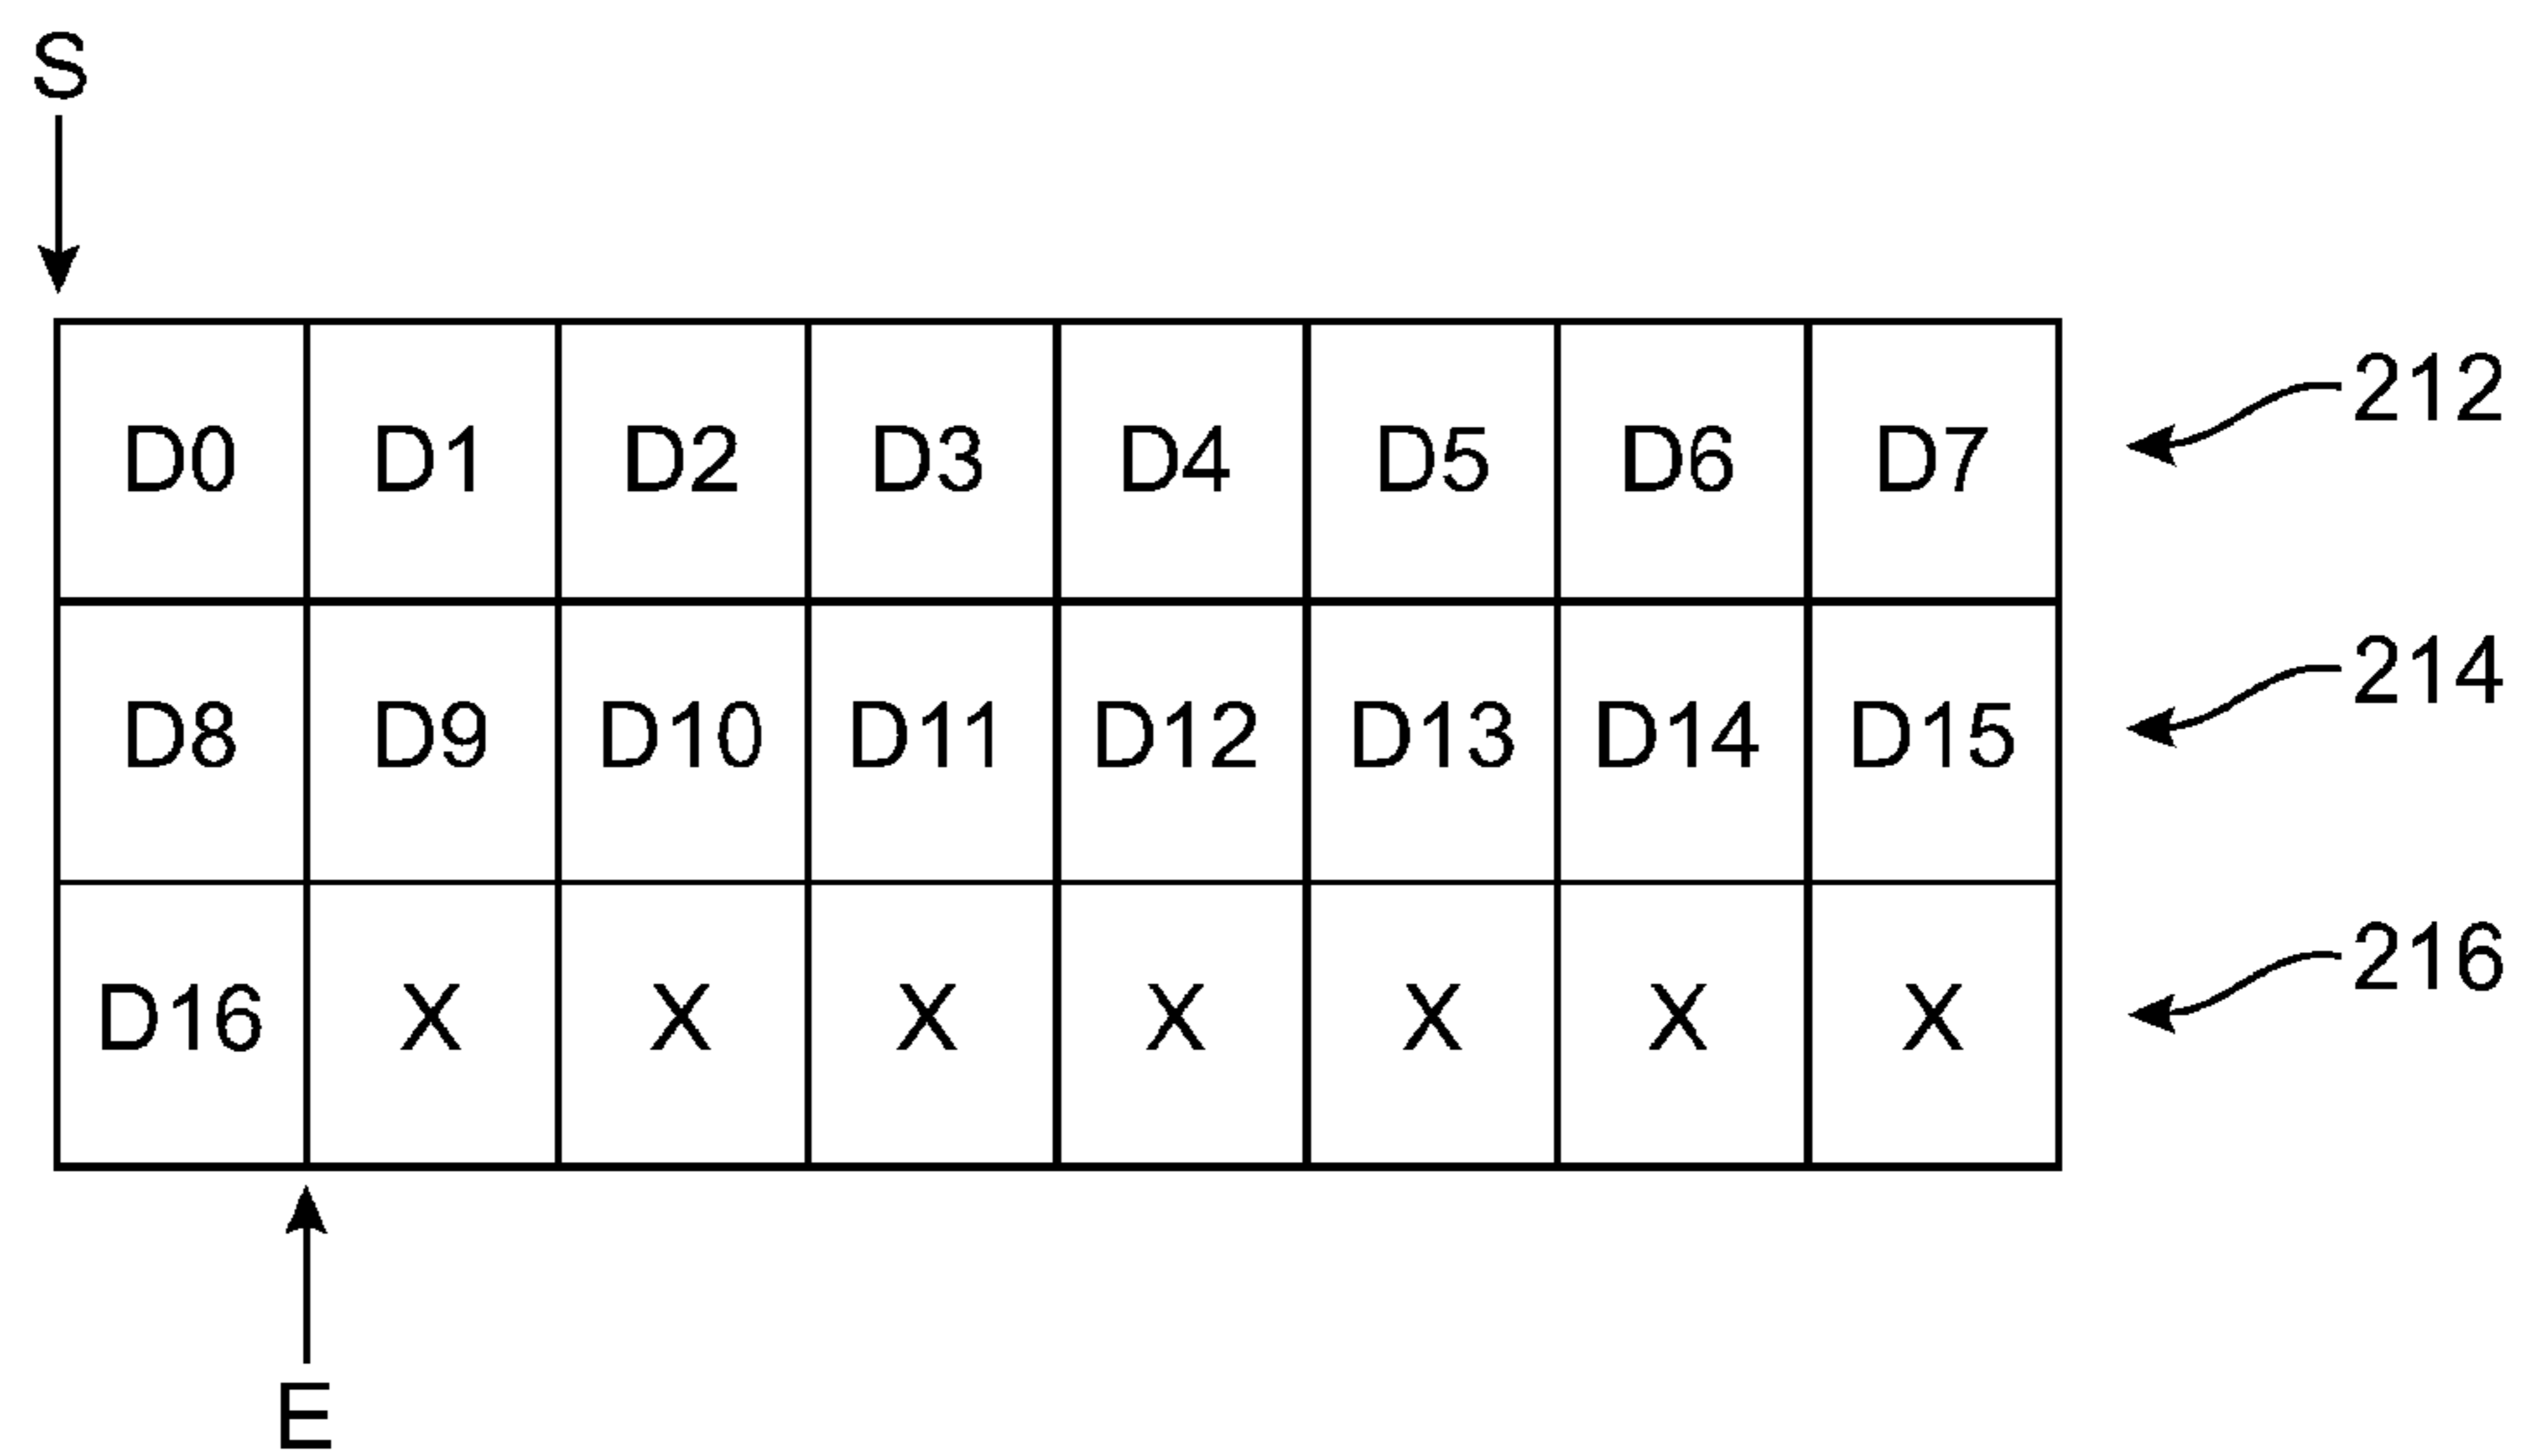 S
D0 D1 D2 D3 D4 D5 D6 D7 212
D8 D9 D10 D11 D12 D13 D14 D15 214
D16 X X X X X X X 216
E